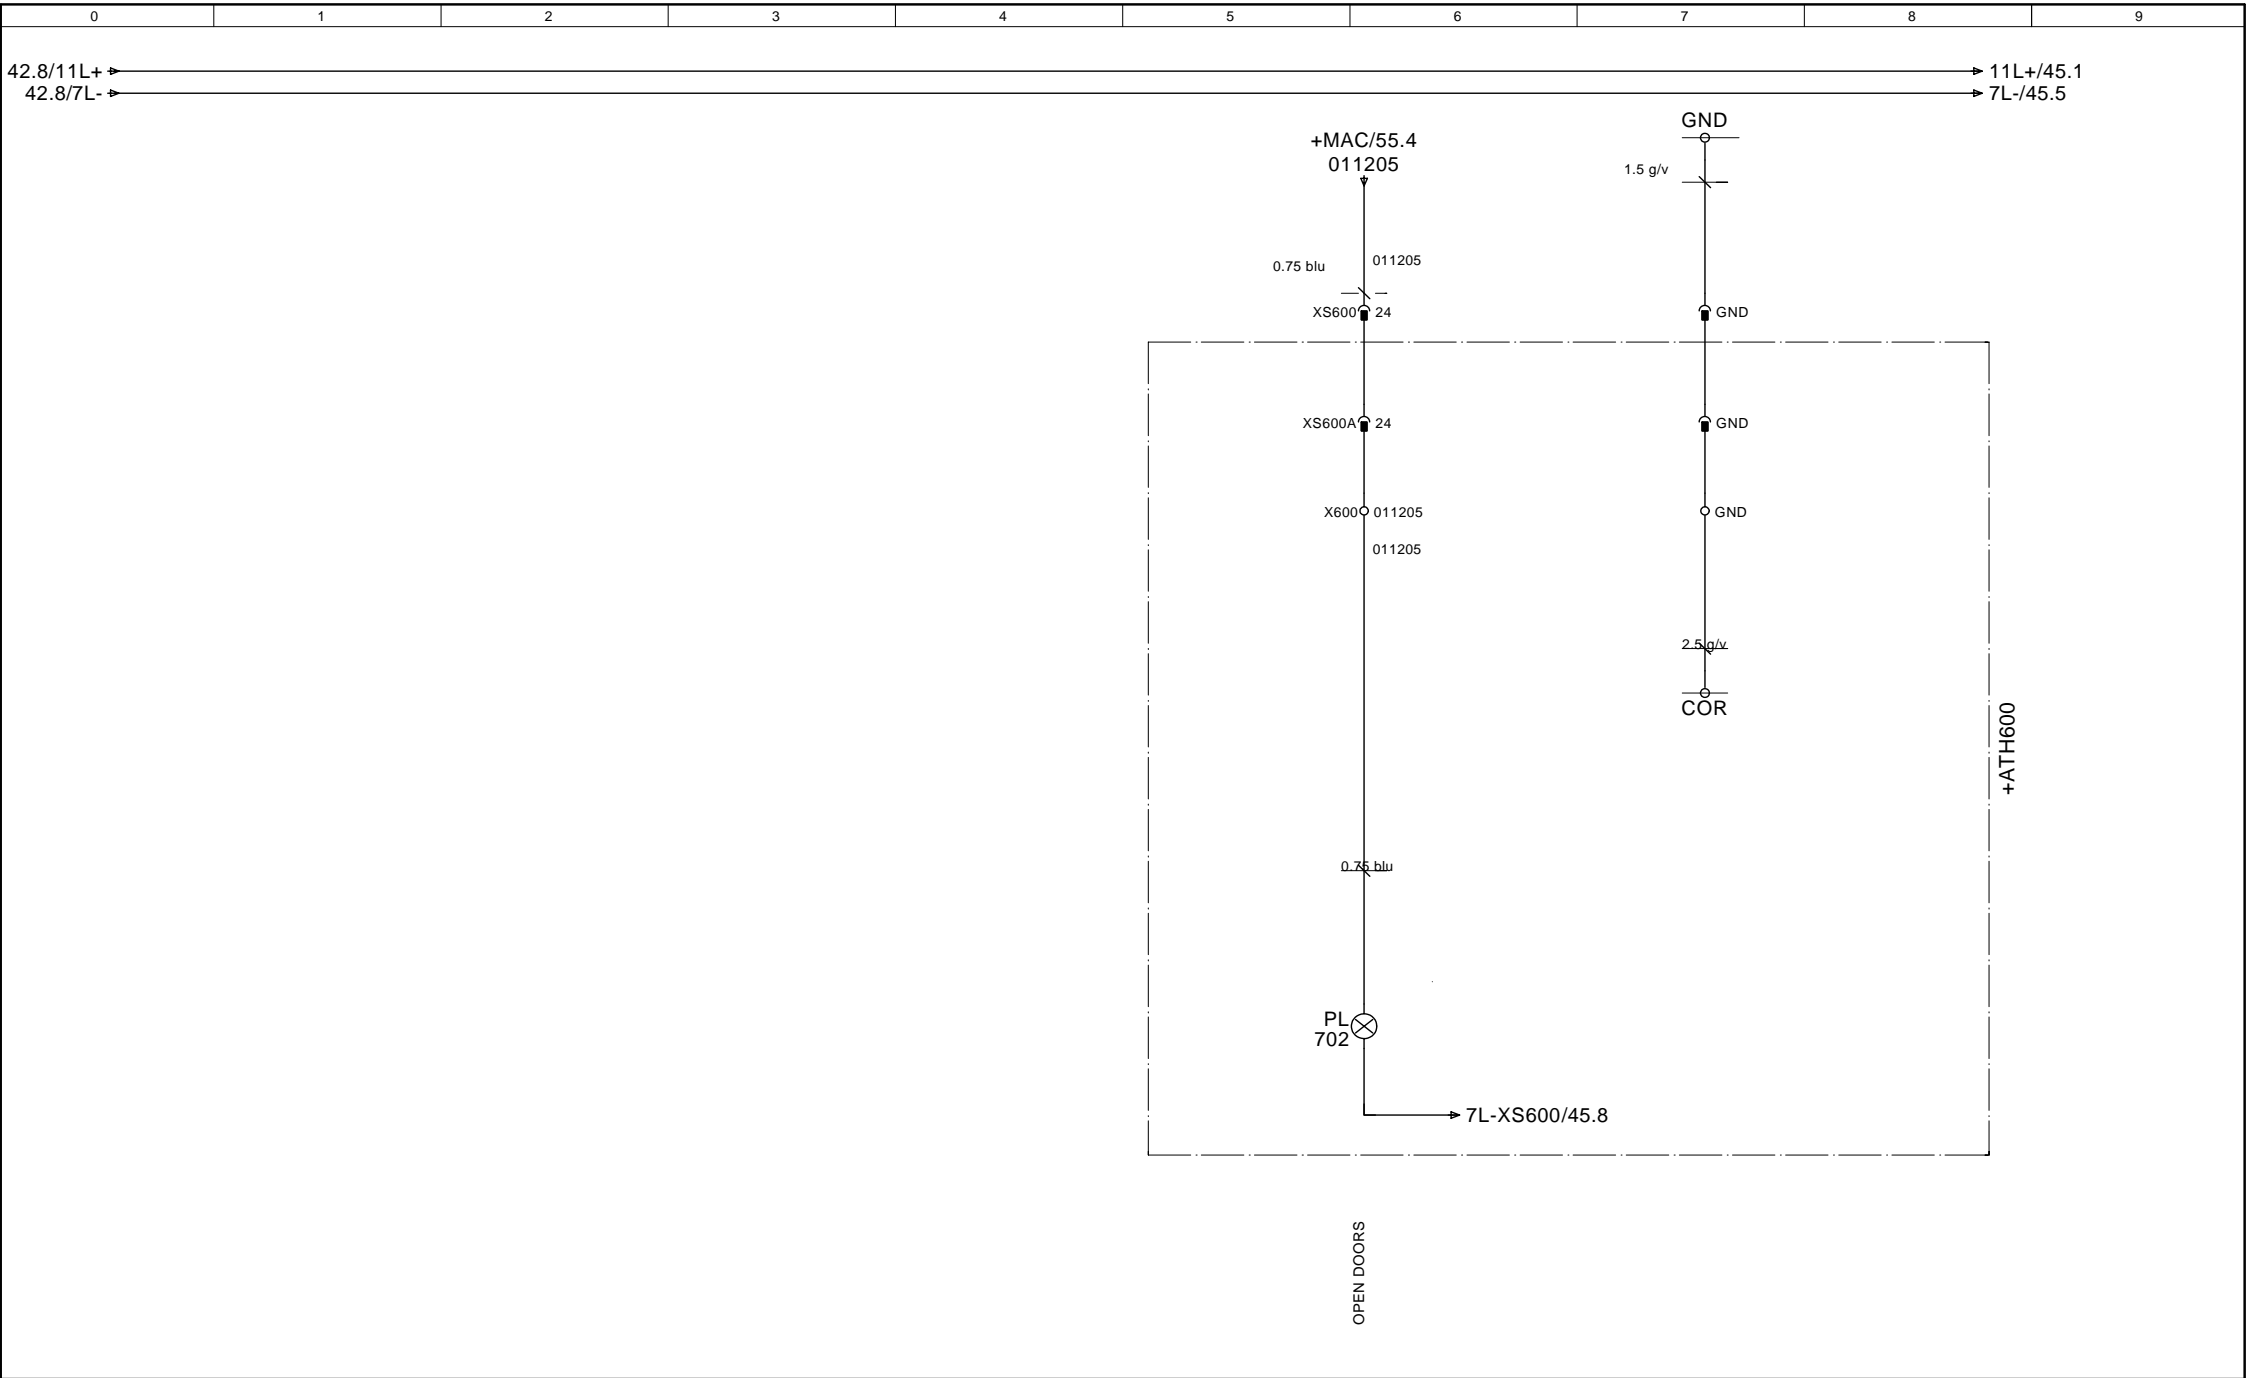 0 1 2 3 4 5 6 7 8 9
42.8/11L+ 11L+/45.1
42.8/7L- 7L-/45.5
GND
+MAC/55.4
011205
1.5 g/v
011205
0.75 blu
XS600 24 GND
XS600A 24 GND
X600 011205 GND
011205
2.5 g/v
COR
+ATH600
0.75 blu
PL
702
7L-XS600/45.8
OPEN DOORS